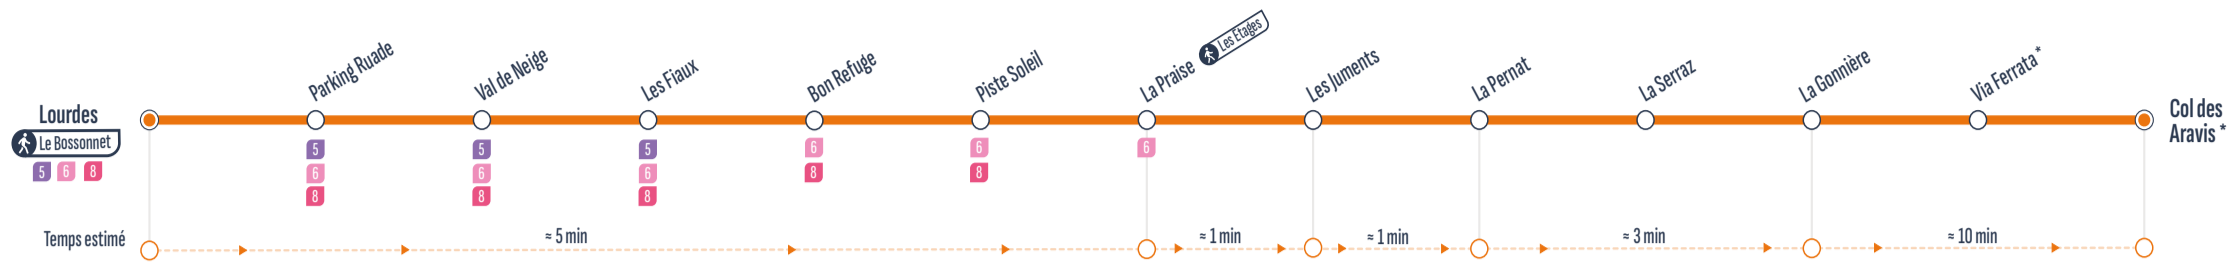 Lourdes
Le Bossonnet
5 6 8
Parking Ruade
5
6
8
Val de Neige
5
6
8
Les Fiaux
5
6
8
Bon Refuge
6
8
Piste Soleil
6
8
La Praise
Les Etages
6
Les Juments
La Pernat
La Serraz
La Gonnière
Via Ferrata *
Col des
Aravis *
Temps estimé
≈ 5 min
≈ 1 min
≈ 1 min
≈ 3 min
≈ 10 min